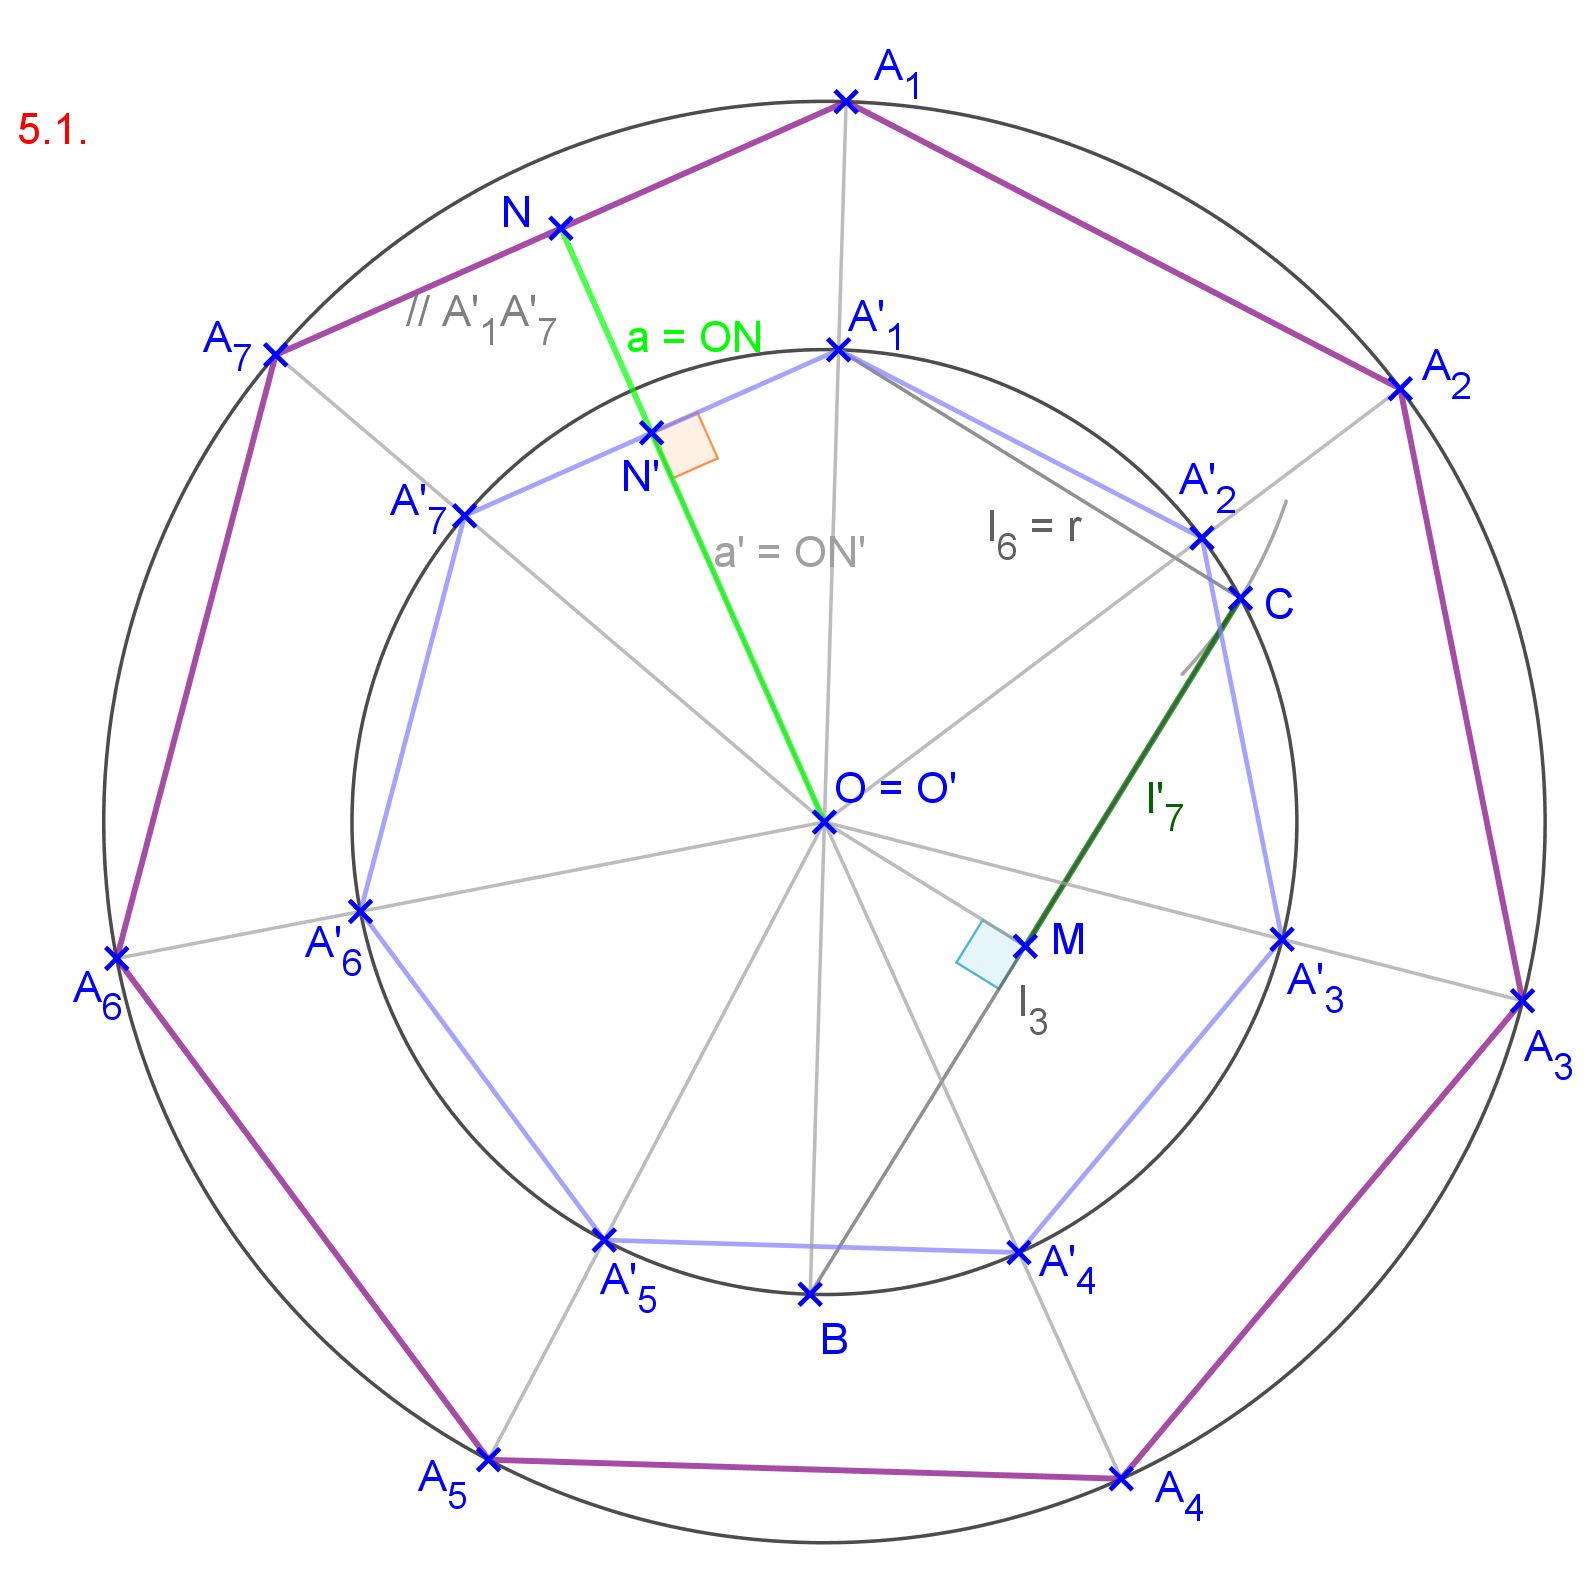 A₁
5.1.
N
// A'₁A'₇
a = ON
A'₁
A₇
A₂
N'
A'₇
A'₂
l₆ = r
a' = ON'
C
O = O'
l'₇
M
A'₆
A₆
l₃
A'₃
A₃
A'₅
A'₄
B
A₅
A₄